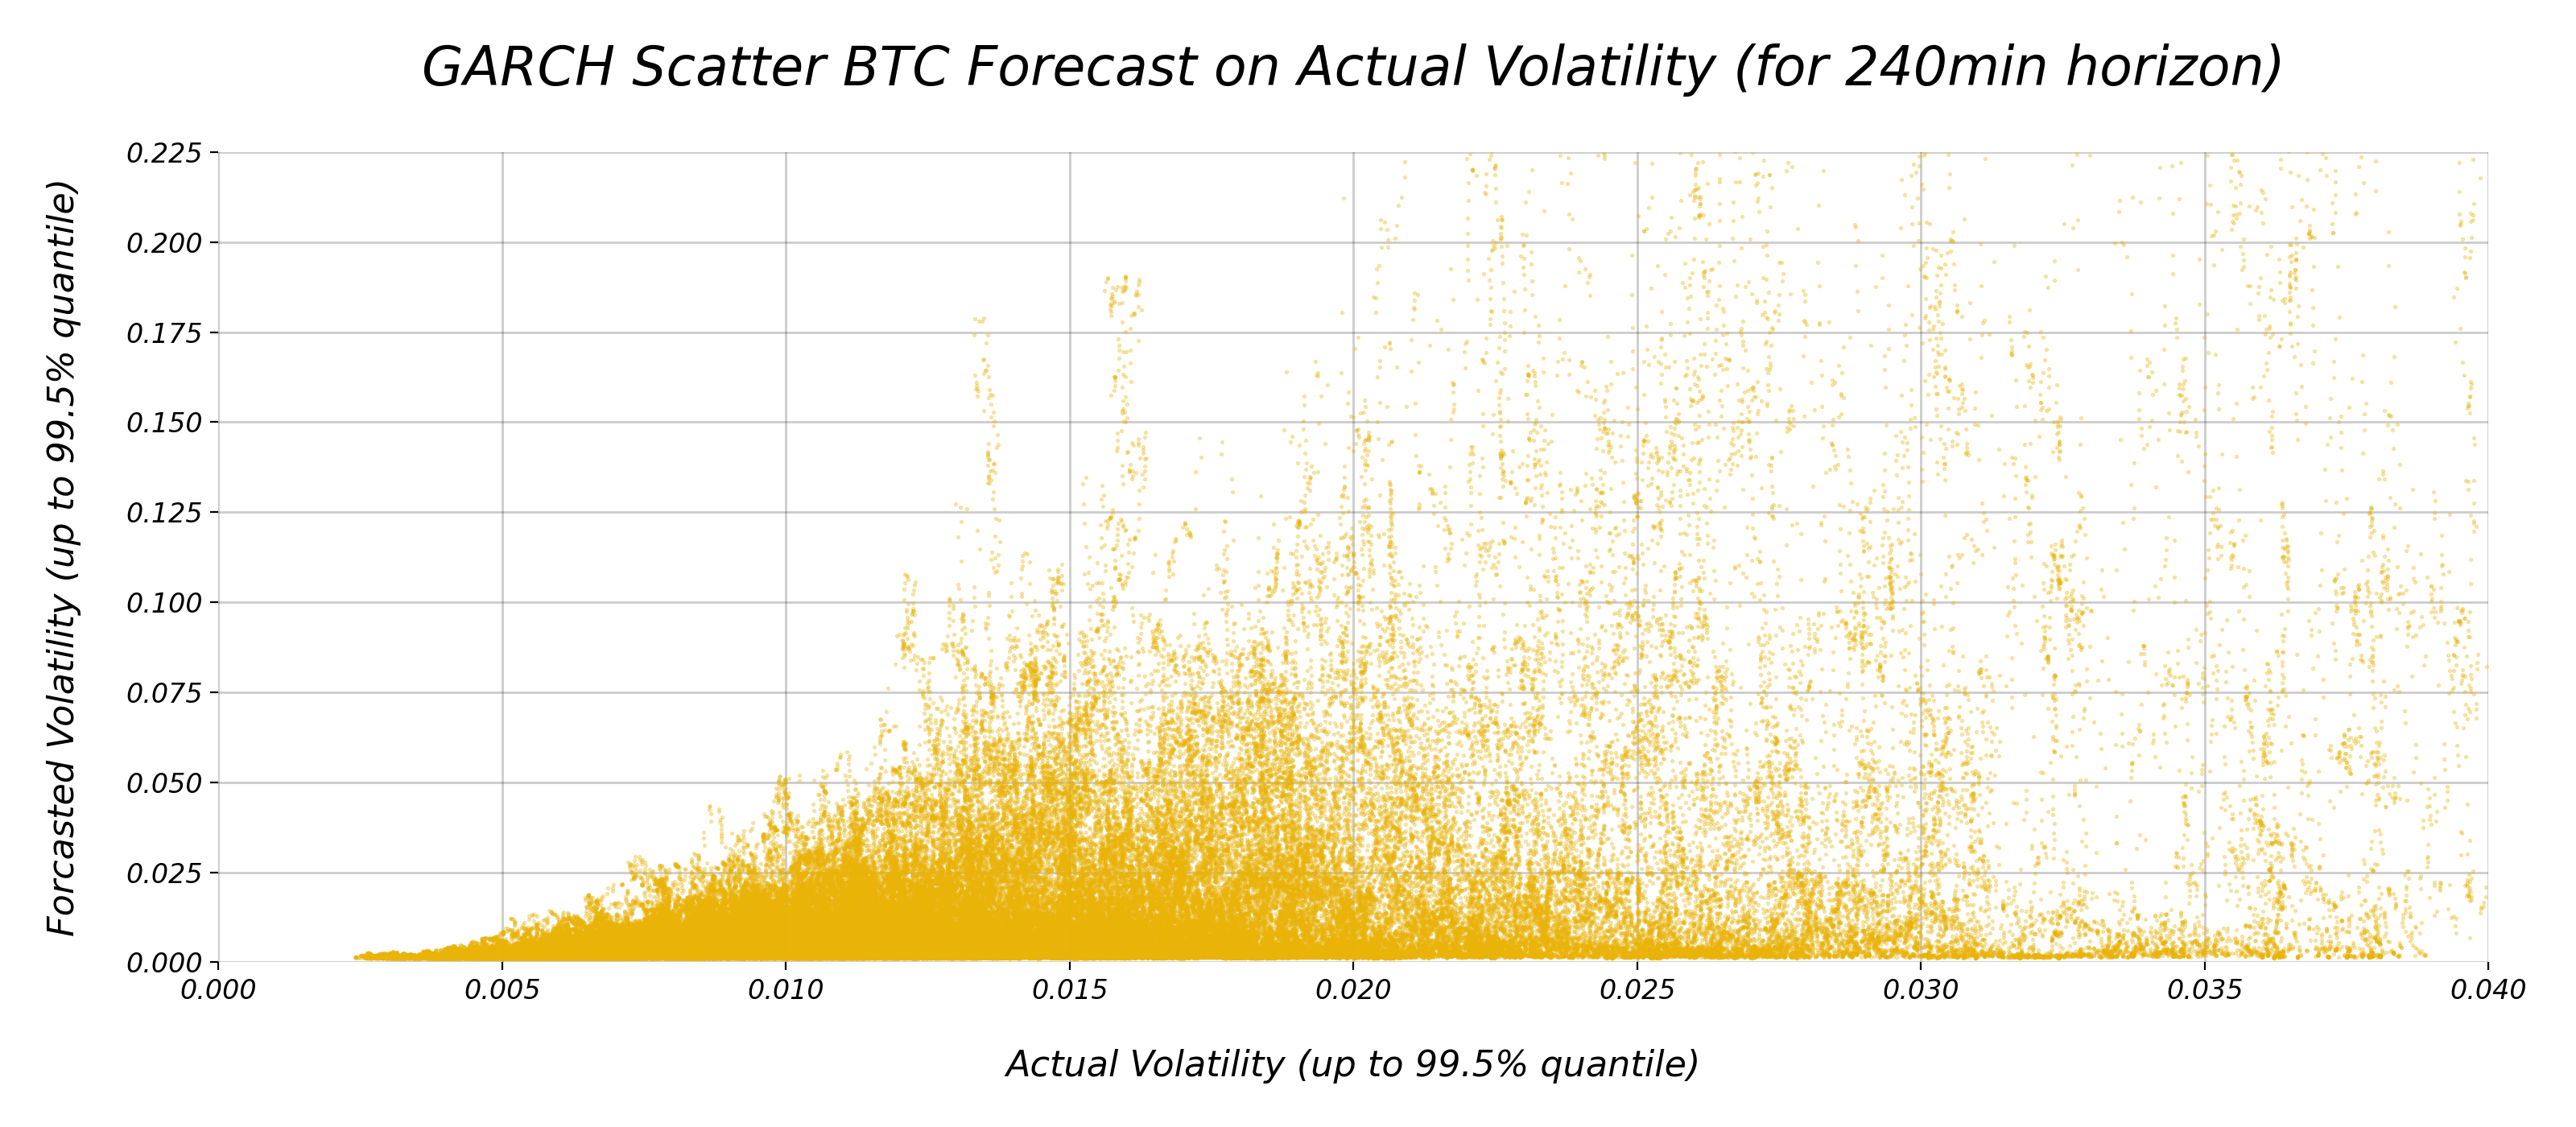 GARCH Scatter BTC Forecast on Actual Volatility (for 240min horizon)
Forcasted Volatility (up to 99.5% quantile)
0.225
0.200
0.175
0.150
0.125
0.100
0.075
0.050
0.025
0.000
0.000 0.005 0.010 0.015 0.020 0.025 0.030 0.035 0.040
Actual Volatility (up to 99.5% quantile)